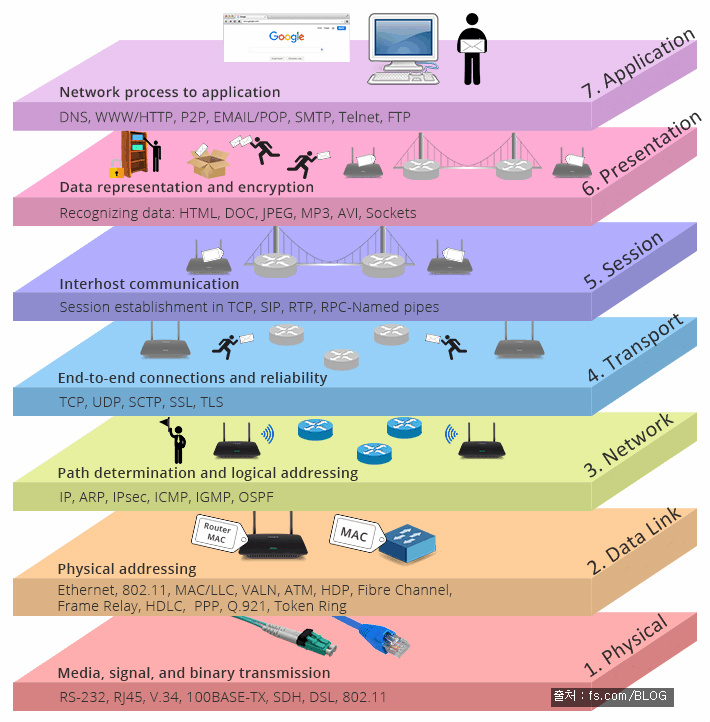 Google
7. Application
Network process to application
DNS, WWW/HTTP, P2P, EMAIL/POP, SMTP, Telnet, FTP
6. Presentation
Data representation and encryption
Recognizing data: HTML, DOC, JPEG, MP3, AVI, Sockets
5. Session
Interhost communication
Session establishment in TCP, SIP, RTP, RPC-Named pipes
4. Transport
End-to-end connections and reliability
TCP, UDP, SCTP, SSL, TLS
3. Network
Path determination and logical addressing
IP, ARP, IPsec, ICMP, IGMP, OSPF
Router
MAC
MAC
2. Data Link
Physical addressing
Ethernet, 802.11, MAC/LLC, VALN, ATM, HDP, Fibre Channel,
Frame Relay, HDLC, PPP, Q.921, Token Ring
1. Physical
Media, signal, and binary transmission
RS-232, RJ45, V.34, 100BASE-TX, SDH, DSL, 802.11
출처 : fs.com/BLOG